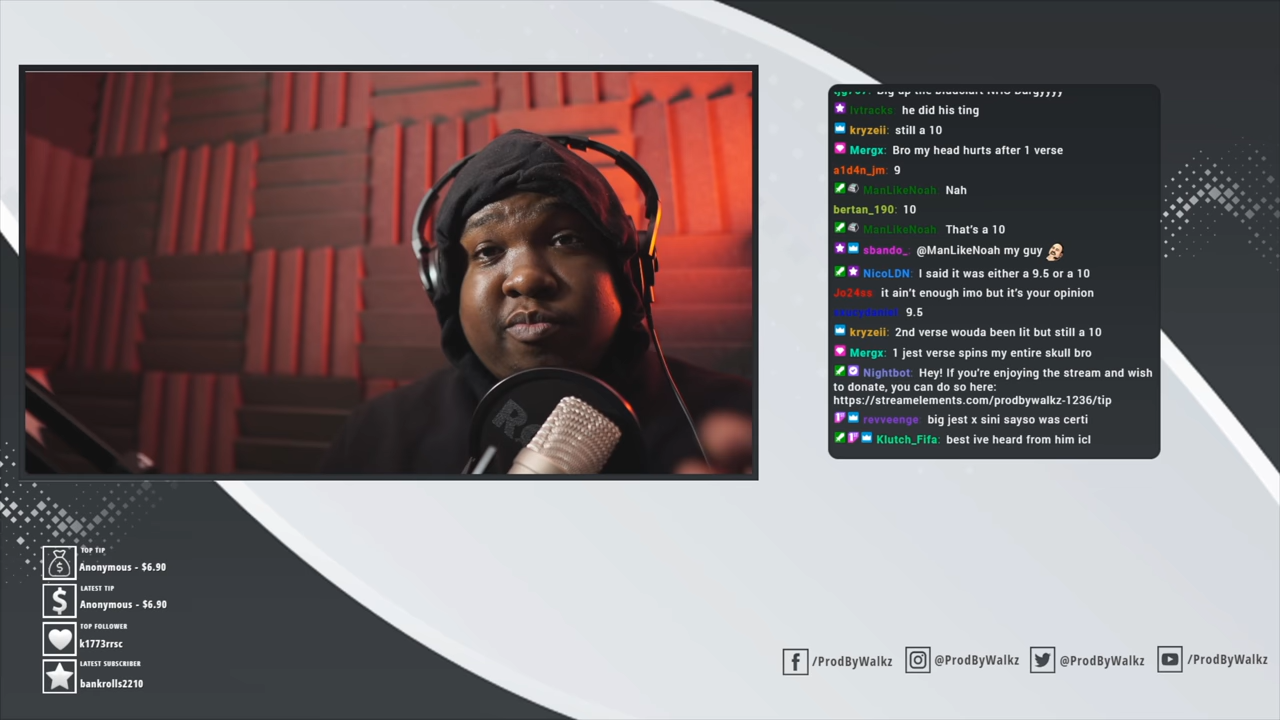 he did his ting
kryzeii: still a 10
Mergx: Bro my head hurts after 1 verse
a1d4n_jm: 9
ManLikeNoah Nah
bertan_190: 10
ManLikeNoah That's a 10
sbando_: @ManLikeNoah my guy
NicoLDN: I said it was either a 9.5 or a 10
Jo24ss: it ain't enough imo but it's your opinion
9.5
kryzeii: 2nd verse wouda been lit but still a 10
Mergx: 1 jest verse spins my entire skull bro
Nightbot: Hey! If you're enjoying the stream and wish
to donate, you can do so here:
https://streamelements.com/prodbywalkz-1236/tip
revveenge: big jest x sini sayso was certi
Klutch_Fifa: best ive heard from him icl
TOP TIP
Anonymous - $6.90
LATEST TIP
Anonymous - $6.90
TOP FOLLOWER
k1773rrsc
LATEST SUBSCRIBER
bankrolls2210
/ProdByWalkz @ProdByWalkz @ProdByWalkz /ProdByWalkz